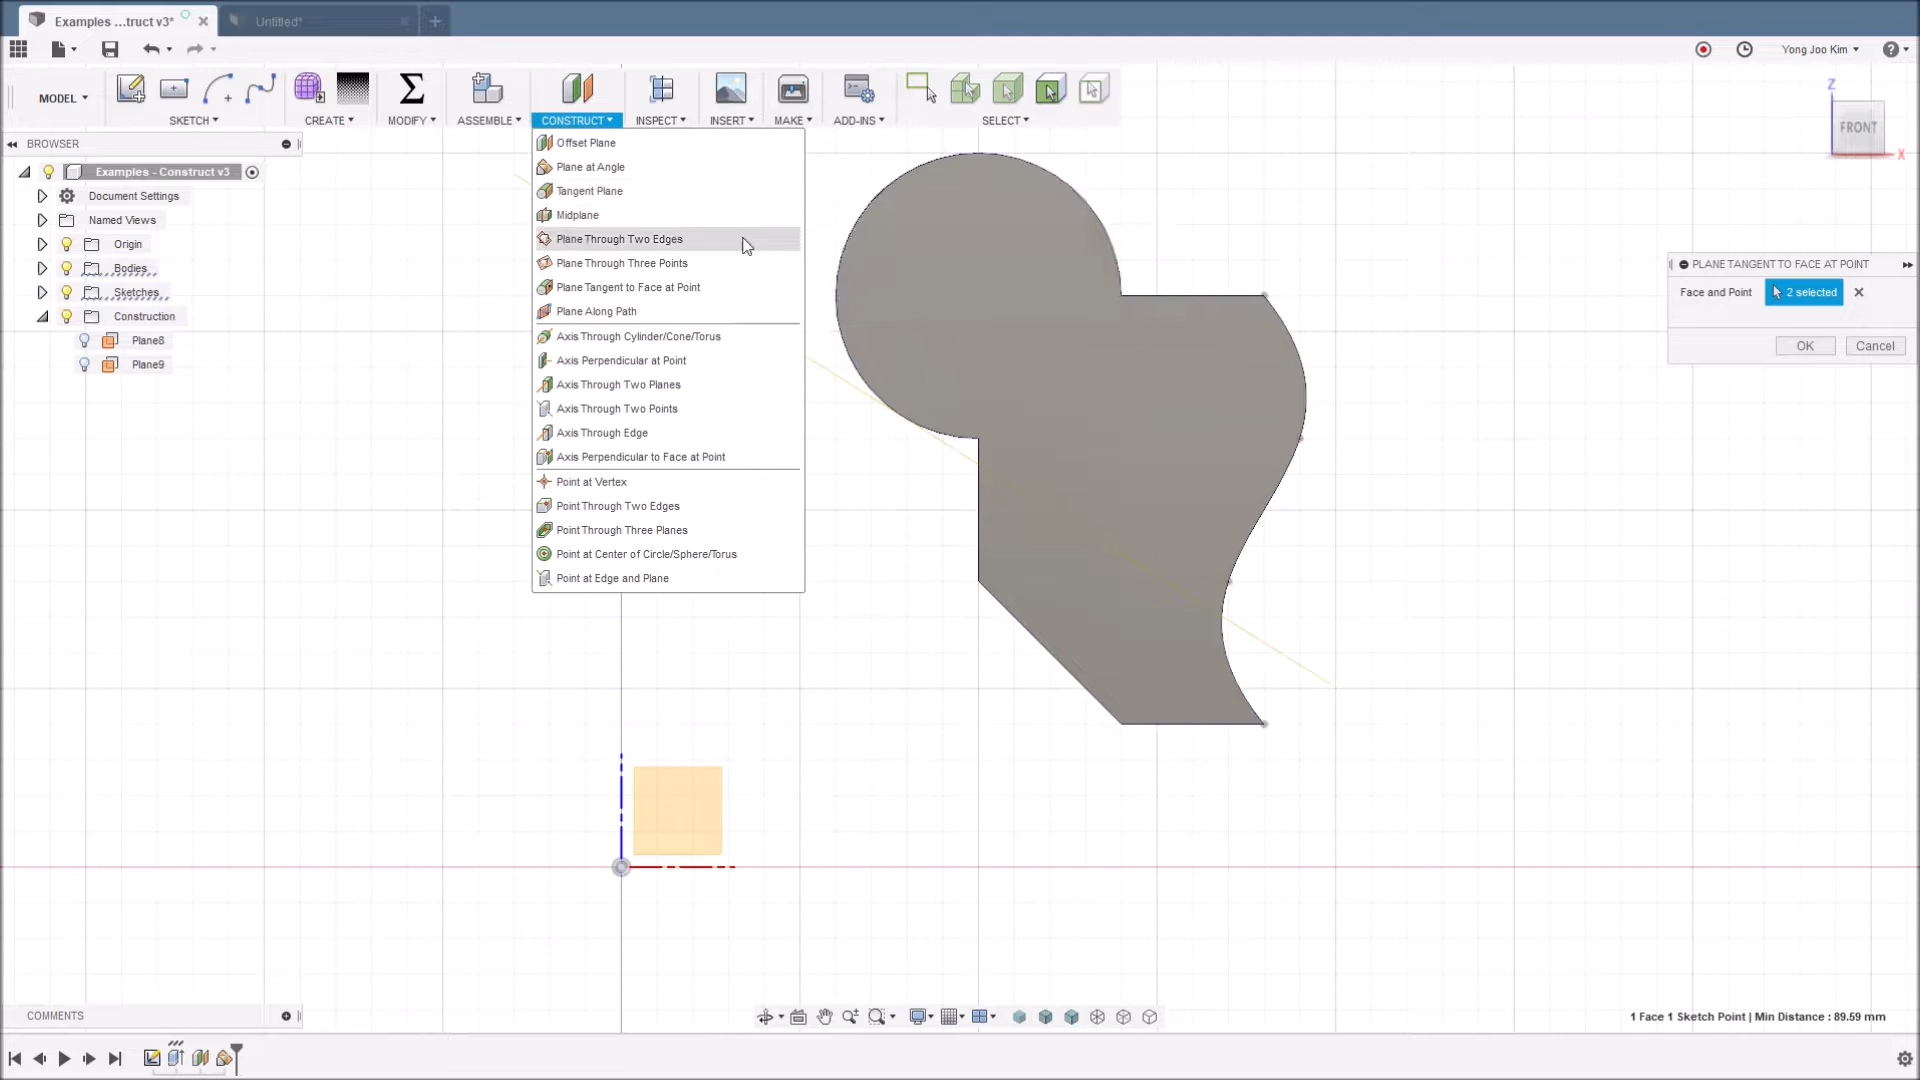 Examples ...truct v3*
Untitled*
Yong Joo Kim
MODEL
SKETCH
CREATE
MODIFY
ASSEMBLE
CONSTRUCT
INSPECT
INSERT
MAKE
ADD-INS
SELECT
BROWSER
Examples - Construct v3
Document Settings
Named Views
Origin
Bodies
Sketches
Construction
Plane8
Plane9
Offset Plane
Plane at Angle
Tangent Plane
Midplane
Plane Through Two Edges
Plane Through Three Points
Plane Tangent to Face at Point
Plane Along Path
Axis Through Cylinder/Cone/Torus
Axis Perpendicular at Point
Axis Through Two Planes
Axis Through Two Points
Axis Through Edge
Axis Perpendicular to Face at Point
Point at Vertex
Point Through Two Edges
Point Through Three Planes
Point at Center of Circle/Sphere/Torus
Point at Edge and Plane
Z
FRONT
X
PLANE TANGENT TO FACE AT POINT
Face and Point
2 selected
OK
Cancel
COMMENTS
1 Face 1 Sketch Point | Min Distance : 89.59 mm